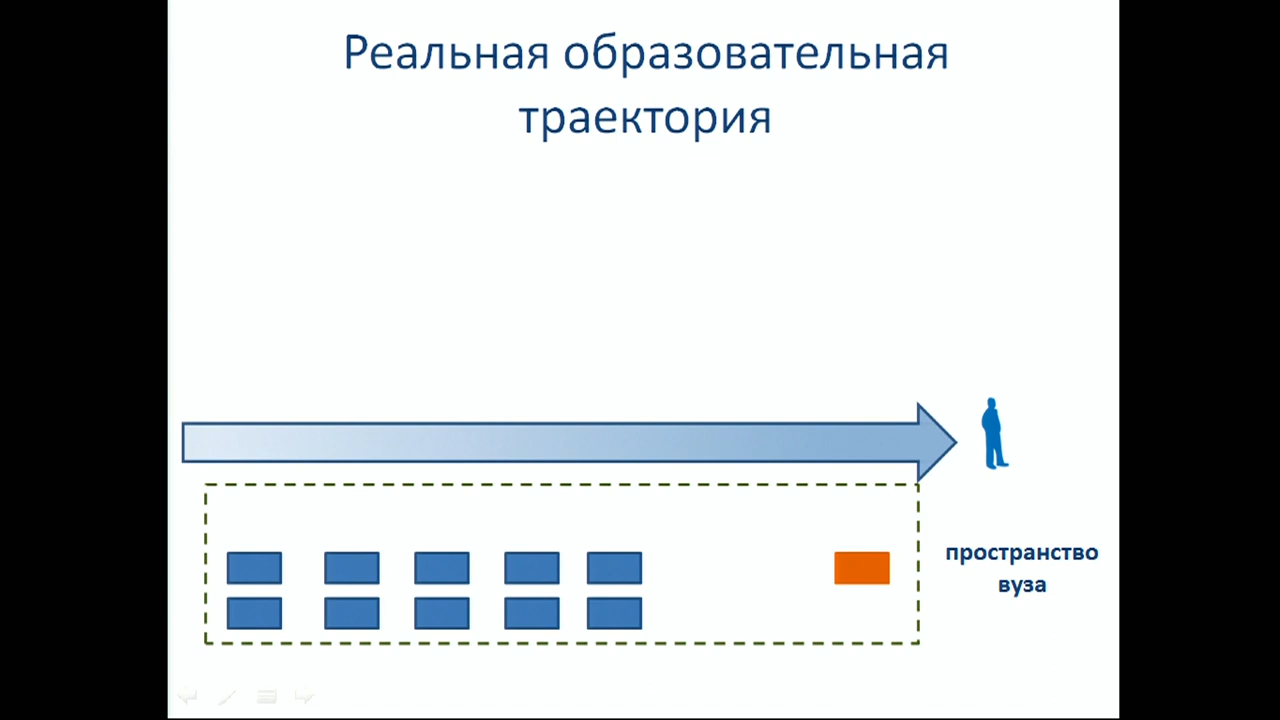 Реальная образовательная
траектория
пространство
вуза